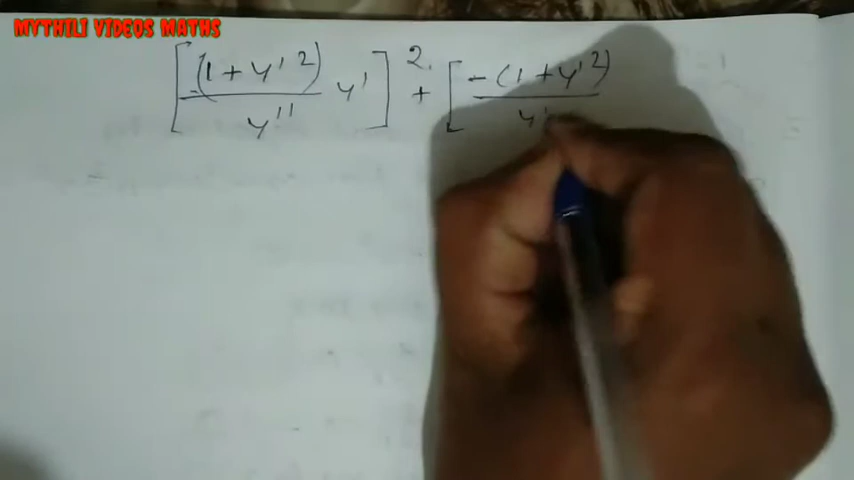 MYTHILI VIDEOS MATHS
[(1 + y'²)/y'' y']² + [-(1 + y'²)/y'